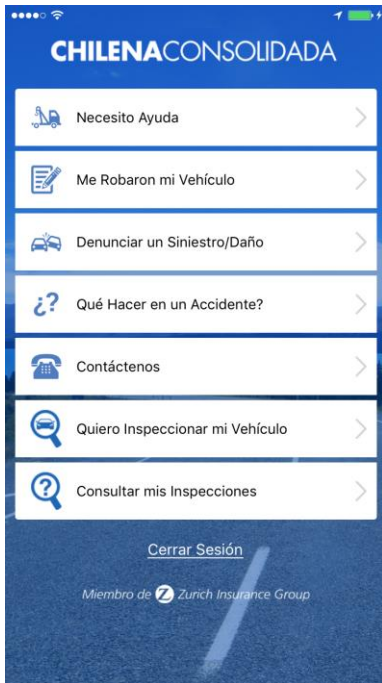 CHILENACONSOLIDADA
Necesito Ayuda
Me Robaron mi Vehículo
Denunciar un Siniestro/Daño
¿?
Qué Hacer en un Accidente?
Contáctenos
Quiero Inspeccionar mi Vehículo
?
Consultar mis Inspecciones
Cerrar Sesión
Miembro de Z Zurich Insurance Group